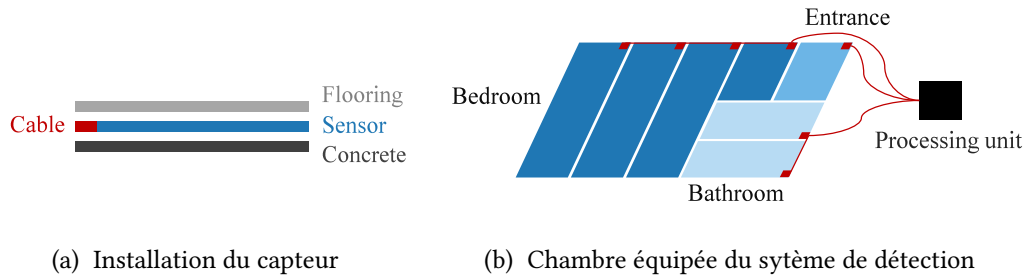 Flooring
Cable
Sensor
Concrete
Entrance
Bedroom
Processing unit
Bathroom
(a) Installation du capteur
(b) Chambre équipée du sytème de détection